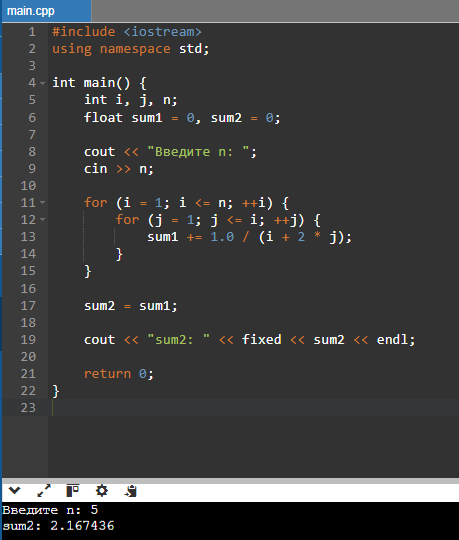 main.cpp
1 #include <iostream>
2 using namespace std;
3
4 int main() {
5     int i, j, n;
6     float sum1 = 0, sum2 = 0;
7
8     cout << "Введите n: ";
9     cin >> n;
10
11     for (i = 1; i <= n; ++i) {
12         for (j = 1; j <= i; ++j) {
13             sum1 += 1.0 / (i + 2 * j);
14         }
15     }
16
17     sum2 = sum1;
18
19     cout << "sum2: " << fixed << sum2 << endl;
20
21     return 0;
22 }
23
Введите n: 5
sum2: 2.167436